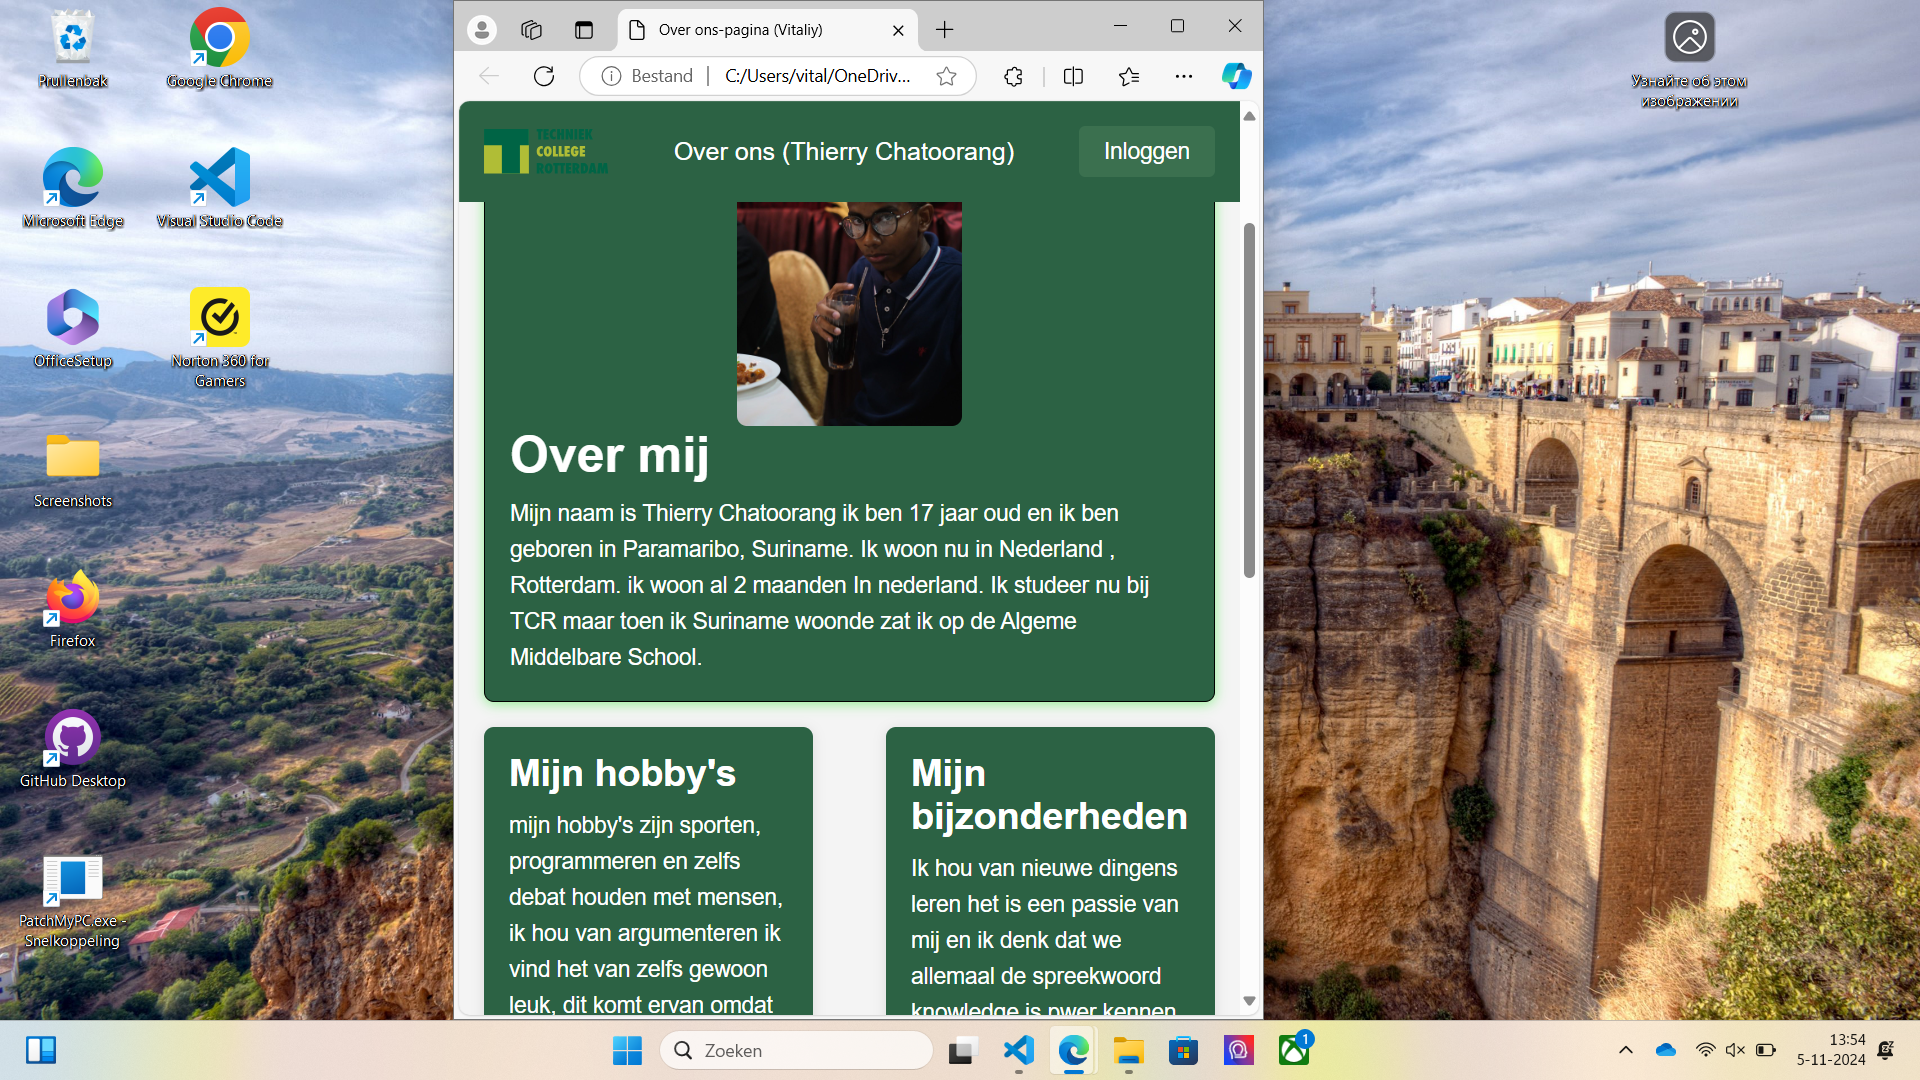 Prullenbak
Google Chrome
Microsoft Edge
Visual Studio Code
OfficeSetup
Norton 360 for
Gamers
Screenshots
Firefox
GitHub Desktop
PatchMyPC.exe -
Snelkoppeling
Over ons-pagina (Vitaliy)
Bestand
C:/Users/vital/OneDriv...
TECHNIEK
COLLEGE
ROTTERDAM
Over ons (Thierry Chatoorang)
Inloggen
Over mij
Mijn naam is Thierry Chatoorang ik ben 17 jaar oud en ik ben
geboren in Paramaribo, Suriname. Ik woon nu in Nederland ,
Rotterdam. ik woon al 2 maanden In nederland. Ik studeer nu bij
TCR maar toen ik Suriname woonde zat ik op de Algeme
Middelbare School.
Mijn hobby's
mijn hobby's zijn sporten,
programmeren en zelfs
debat houden met mensen,
ik hou van argumenteren ik
vind het van zelfs gewoon
leuk, dit komt ervan omdat
Mijn
bijzonderheden
Ik hou van nieuwe dingens
leren het is een passie van
mij en ik denk dat we
allemaal de spreekwoord
knowledge is pwer kennen
Узнайте об этом
изображении
Zoeken
1
13:54
5-11-2024